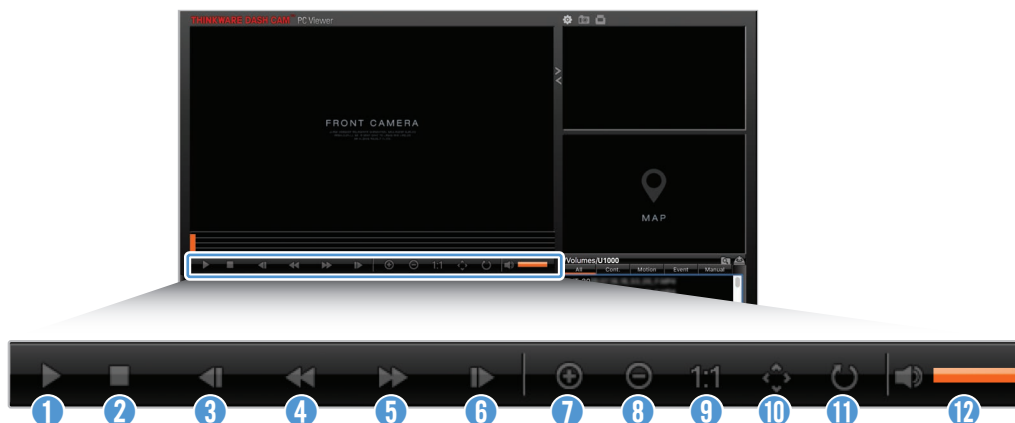 THINKWARE DASH CAM PC Viewer
FRONT CAMERA
MAP
1:1
/Volumes/U1000
All Cont. Motion Event Manual
1:1
1 2 3 4 5 6 7 8 9 10 11 12